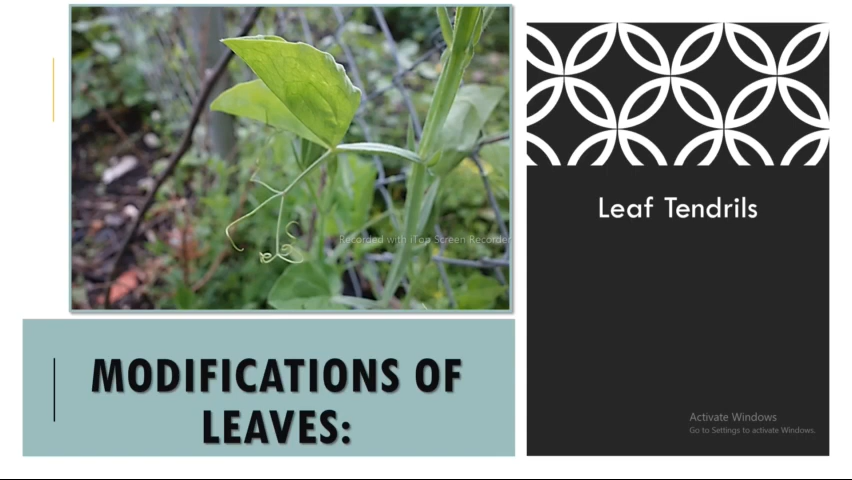 Recorded with iTop Screen Recorder
Leaf Tendrils
MODIFICATIONS OF
LEAVES:
Activate Windows
Go to Settings to activate Windows.